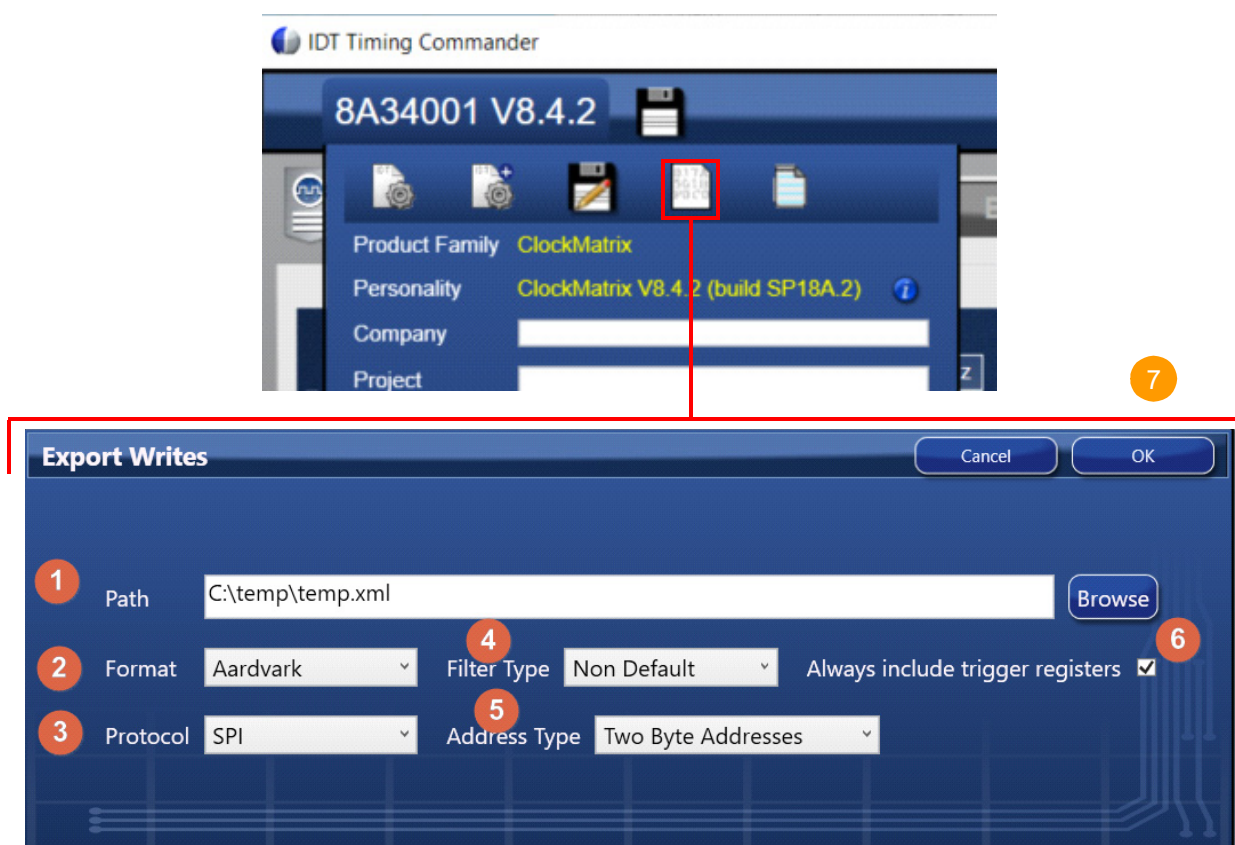 IDT Timing Commander
8A34001 V8.4.2
Product Family ClockMatrix
Personality ClockMatrix V8.4.2 (build SP18A.2)
Company
Project
z
7
Export Writes Cancel OK
1 Path C:\temp\temp.xml Browse
2 Format Aardvark 4 Filter Type Non Default Always include trigger registers 6
3 Protocol SPI 5 Address Type Two Byte Addresses